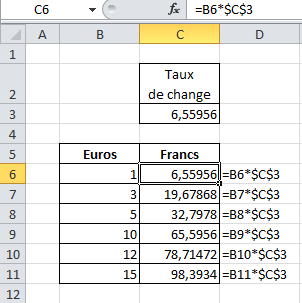 C6 fx =B6*$C$3
A B C D
1
Taux
2 de change
3 6,55956
4
5 Euros Francs
6 1 6,55956 =B6*$C$3
7 3 19,67868 =B7*$C$3
8 5 32,7978 =B8*$C$3
9 10 65,5956 =B9*$C$3
10 12 78,71472 =B10*$C$3
11 15 98,3934 =B11*$C$3
12